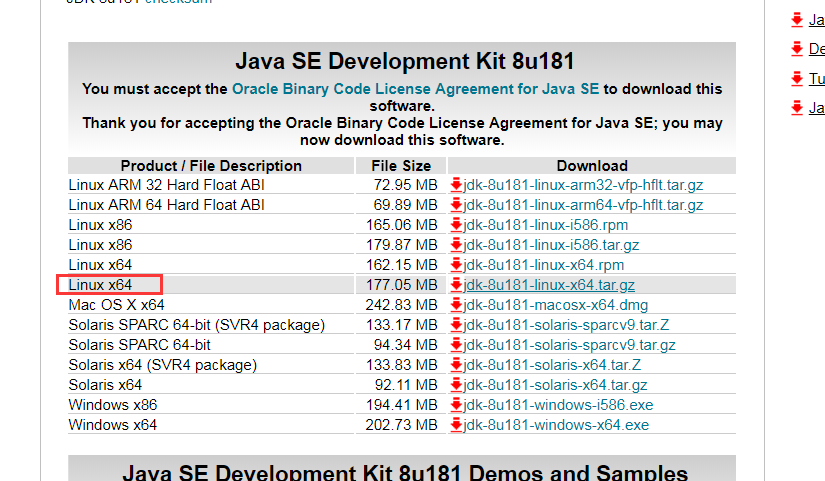 JDK 8u181 checksum
Java SE Development Kit 8u181
You must accept the Oracle Binary Code License Agreement for Java SE to download this
software.
Thank you for accepting the Oracle Binary Code License Agreement for Java SE; you may
now download this software.
Product / File Description File Size Download
Linux ARM 32 Hard Float ABI 72.95 MB jdk-8u181-linux-arm32-vfp-hflt.tar.gz
Linux ARM 64 Hard Float ABI 69.89 MB jdk-8u181-linux-arm64-vfp-hflt.tar.gz
Linux x86 165.06 MB jdk-8u181-linux-i586.rpm
Linux x86 179.87 MB jdk-8u181-linux-i586.tar.gz
Linux x64 162.15 MB jdk-8u181-linux-x64.rpm
Linux x64 177.05 MB jdk-8u181-linux-x64.tar.gz
Mac OS X x64 242.83 MB jdk-8u181-macosx-x64.dmg
Solaris SPARC 64-bit (SVR4 package) 133.17 MB jdk-8u181-solaris-sparcv9.tar.Z
Solaris SPARC 64-bit 94.34 MB jdk-8u181-solaris-sparcv9.tar.gz
Solaris x64 (SVR4 package) 133.83 MB jdk-8u181-solaris-x64.tar.Z
Solaris x64 92.11 MB jdk-8u181-solaris-x64.tar.gz
Windows x86 194.41 MB jdk-8u181-windows-i586.exe
Windows x64 202.73 MB jdk-8u181-windows-x64.exe
Java SE Development Kit 8u181 Demos and Samples
Ja
De
Tu
Ja